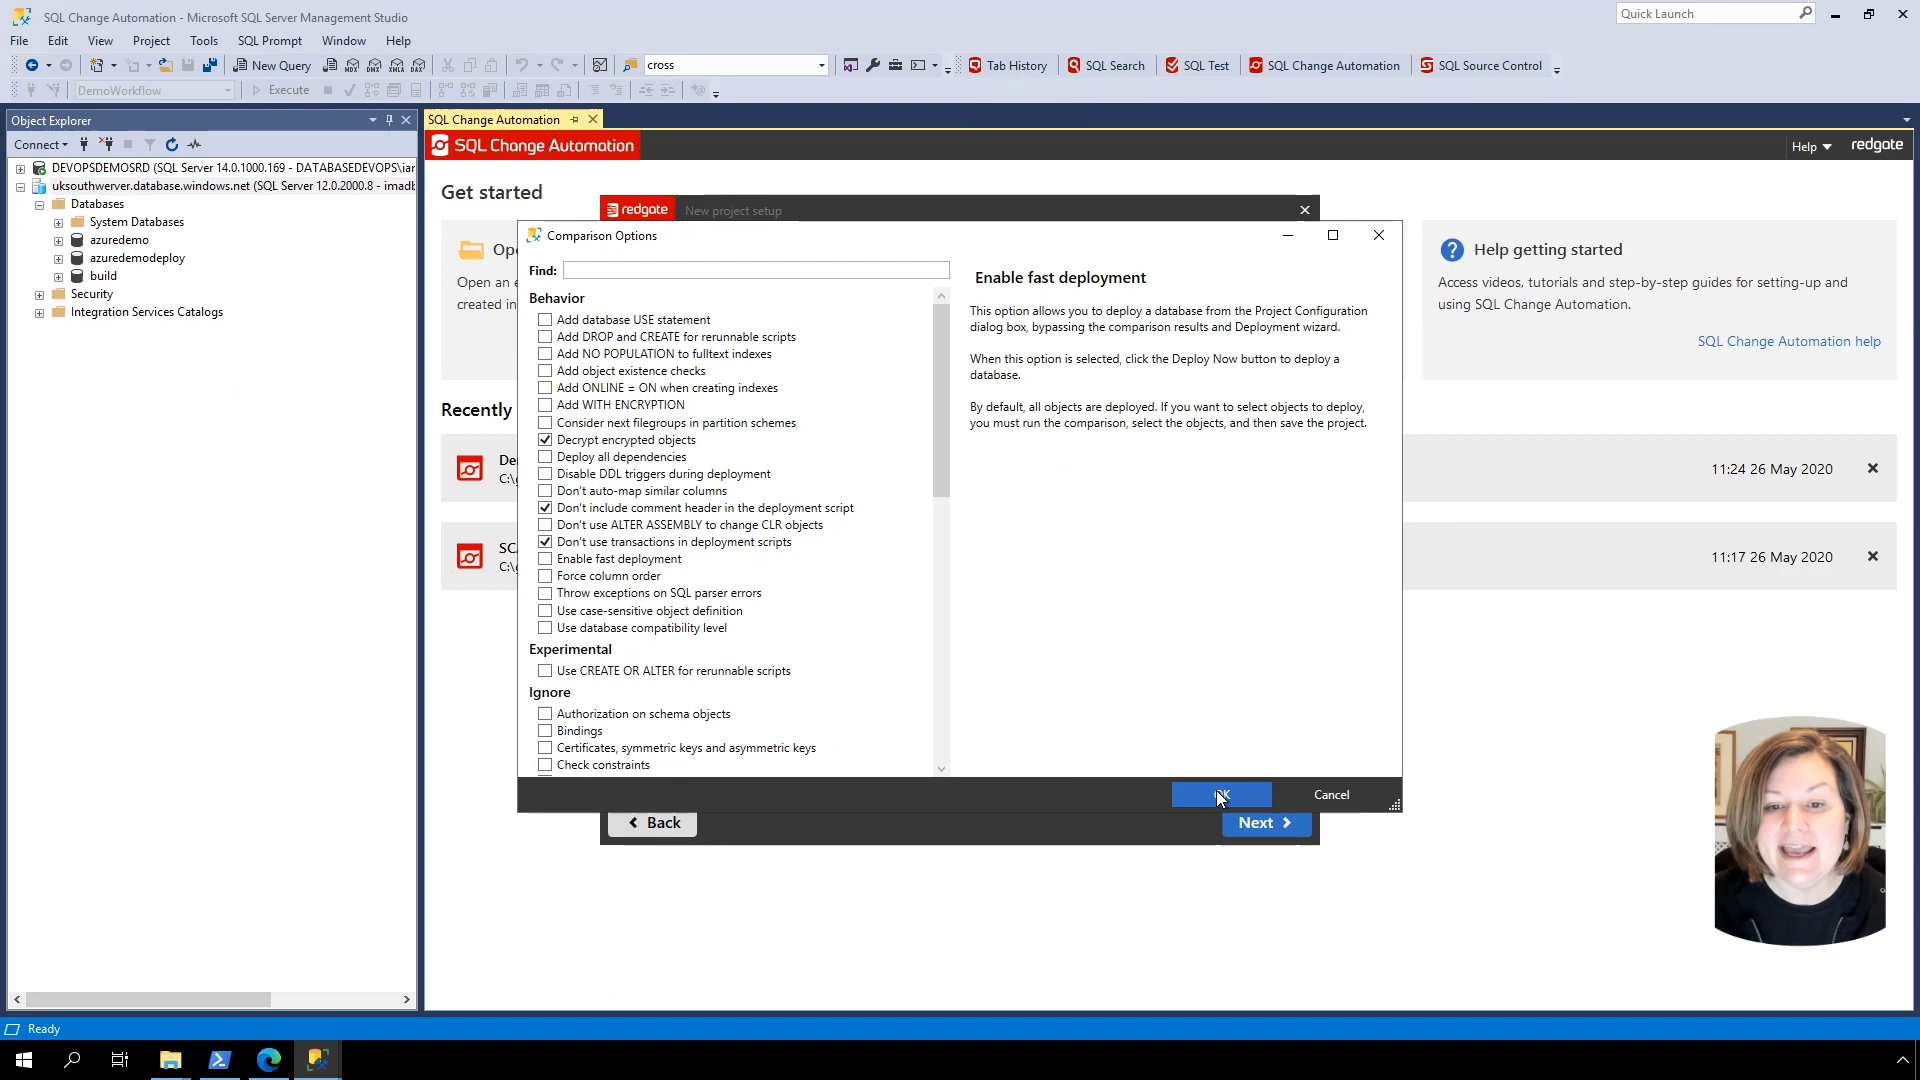 SQL Change Automation - Microsoft SQL Server Management Studio
Quick Launch
File Edit View Project Tools SQL Prompt Window Help
New Query
MDX DMX XMLA DAX
cross
Tab History
SQL Search
SQL Test
SQL Change Automation
SQL Source Control
DemoWorkflow
Execute
Object Explorer
Connect
DEVOPSDEMOSRD (SQL Server 14.0.1000.169 - DATABASEDEVOPS\iar
uksouthwerver.database.windows.net (SQL Server 12.0.2000.8 - imadb
Databases
System Databases
azuredemo
azuredemodeploy
build
Security
Integration Services Catalogs
SQL Change Automation
SQL Change Automation
Help
redgate
Get started
Ope
Open an e
created in
Help getting started
Access videos, tutorials and step-by-step guides for setting-up and
using SQL Change Automation.
SQL Change Automation help
Recently
De
C:\g
11:24 26 May 2020
SC
C:\g
11:17 26 May 2020
redgate
New project setup
Comparison Options
Find:
Behavior
Add database USE statement
Add DROP and CREATE for rerunnable scripts
Add NO POPULATION to fulltext indexes
Add object existence checks
Add ONLINE = ON when creating indexes
Add WITH ENCRYPTION
Consider next filegroups in partition schemes
Decrypt encrypted objects
Deploy all dependencies
Disable DDL triggers during deployment
Don't auto-map similar columns
Don't include comment header in the deployment script
Don't use ALTER ASSEMBLY to change CLR objects
Don't use transactions in deployment scripts
Enable fast deployment
Force column order
Throw exceptions on SQL parser errors
Use case-sensitive object definition
Use database compatibility level
Experimental
Use CREATE OR ALTER for rerunnable scripts
Ignore
Authorization on schema objects
Bindings
Certificates, symmetric keys and asymmetric keys
Check constraints
Enable fast deployment
This option allows you to deploy a database from the Project Configuration
dialog box, bypassing the comparison results and Deployment wizard.
When this option is selected, click the Deploy Now button to deploy a
database.
By default, all objects are deployed. If you want to select objects to deploy,
you must run the comparison, select the objects, and then save the project.
OK
Cancel
Back
Next
Ready